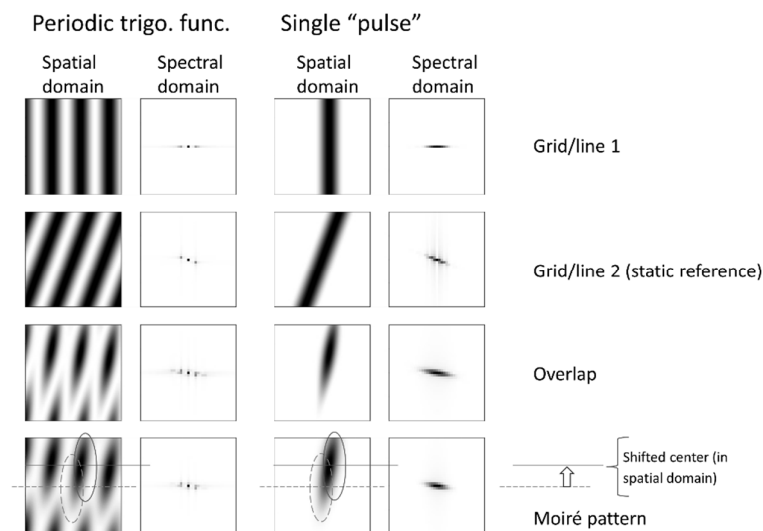 Periodic trigo. func. Single “pulse”
Spatial domain
Spectral domain
Spatial domain
Spectral domain
Grid/line 1
Grid/line 2 (static reference)
Overlap
Shifted center (in
spatial domain)
Moiré pattern